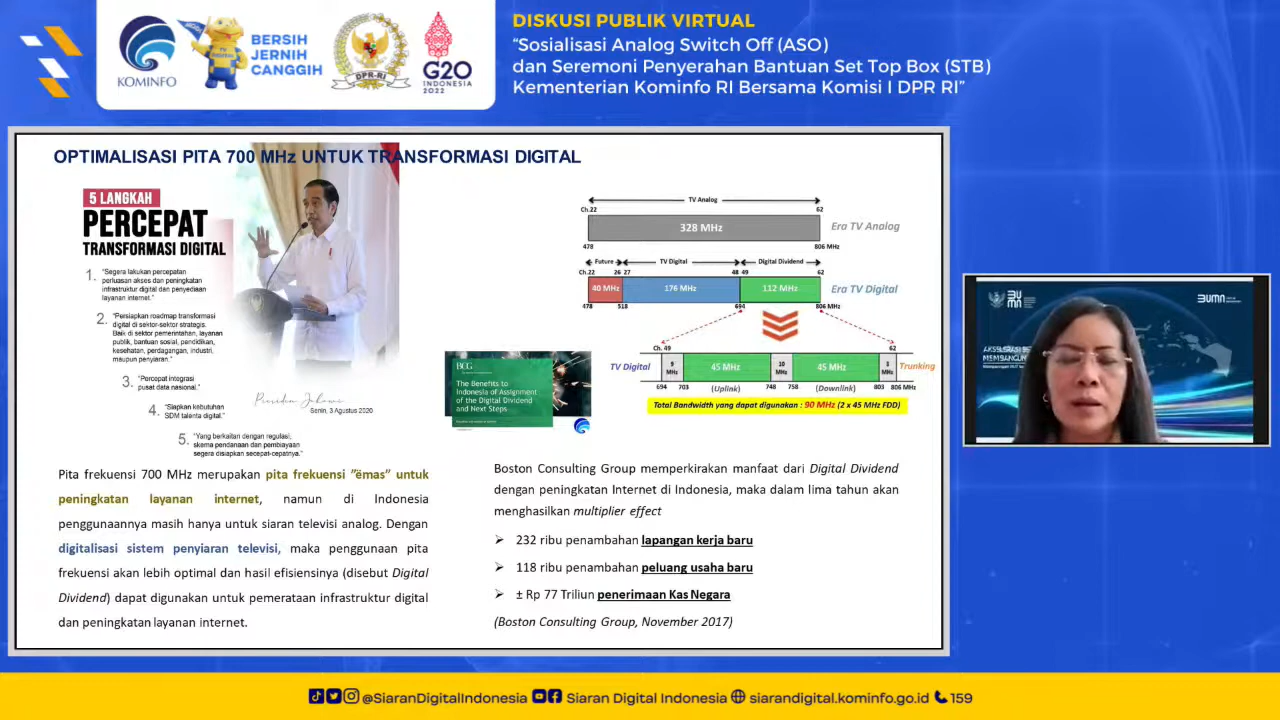 KOMINFO
TV DIGITAL
BERSIH
JERNIH
CANGGIH
DPR-RI
G20
INDONESIA
2022
DISKUSI PUBLIK VIRTUAL
“Sosialisasi Analog Switch Off (ASO)
dan Seremoni Penyerahan Bantuan Set Top Box (STB)
Kementerian Kominfo RI Bersama Komisi I DPR RI”
OPTIMALISASI PITA 700 MHz UNTUK TRANSFORMASI DIGITAL
5 LANGKAH
PERCEPAT
TRANSFORMASI DIGITAL
1. "Segera lakukan percepatan
perluasan akses dan peningkatan
infrastruktur digital dan penyediaan
layanan internet."
2. "Persiapkan roadmap transformasi
digital di sektor-sektor strategis.
Baik di sektor pemerintahan, layanan
publik, bantuan sosial, pendidikan,
kesehatan, perdagangan, industri,
maupun penyiaran."
3. "Percepat integrasi
pusat data nasional."
4. "Siapkan kebutuhan
SDM talenta digital."
Presiden Jokowi
Senin, 3 Agustus 2020
5. "Yang berkaitan dengan regulasi,
skema pendanaan dan pembiayaan
segera disiapkan secepat-cepatnya."
Pita frekuensi 700 MHz merupakan pita frekuensi ”ëmas” untuk
peningkatan layanan internet, namun di Indonesia
penggunaannya masih hanya untuk siaran televisi analog. Dengan
digitalisasi sistem penyiaran televisi, maka penggunaan pita
frekuensi akan lebih optimal dan hasil efisiensinya (disebut Digital
Dividend) dapat digunakan untuk pemerataan infrastruktur digital
dan peningkatan layanan internet.
TV Analog
Ch.22 62
328 MHz Era TV Analog
478 806 MHz
Future TV Digital Digital Dividend
Ch.22 26 27 48 49 62
40 MHz 176 MHz 112 MHz Era TV Digital
478 518 694 806 MHz
Ch. 49 62
TV Digital 9 MHz 45 MHz 10 MHz 45 MHz 3 MHz Trunking
694 703 (Uplink) 748 758 (Downlink) 803 806 MHz
Total Bandwidth yang dapat digunakan : 90 MHz (2 x 45 MHz FDD)
BCG
The Benefits to
Indonesia of Assignment
of the Digital Dividend
and Next Steps
Boston Consulting Group memperkirakan manfaat dari Digital Dividend
dengan peningkatan Internet di Indonesia, maka dalam lima tahun akan
menghasilkan multiplier effect
➢ 232 ribu penambahan lapangan kerja baru
➢ 118 ribu penambahan peluang usaha baru
➢ ± Rp 77 Triliun penerimaan Kas Negara
(Boston Consulting Group, November 2017)
BUMN
BUMN
@SiaranDigitalIndonesia Siaran Digital Indonesia siarandigital.kominfo.go.id 159